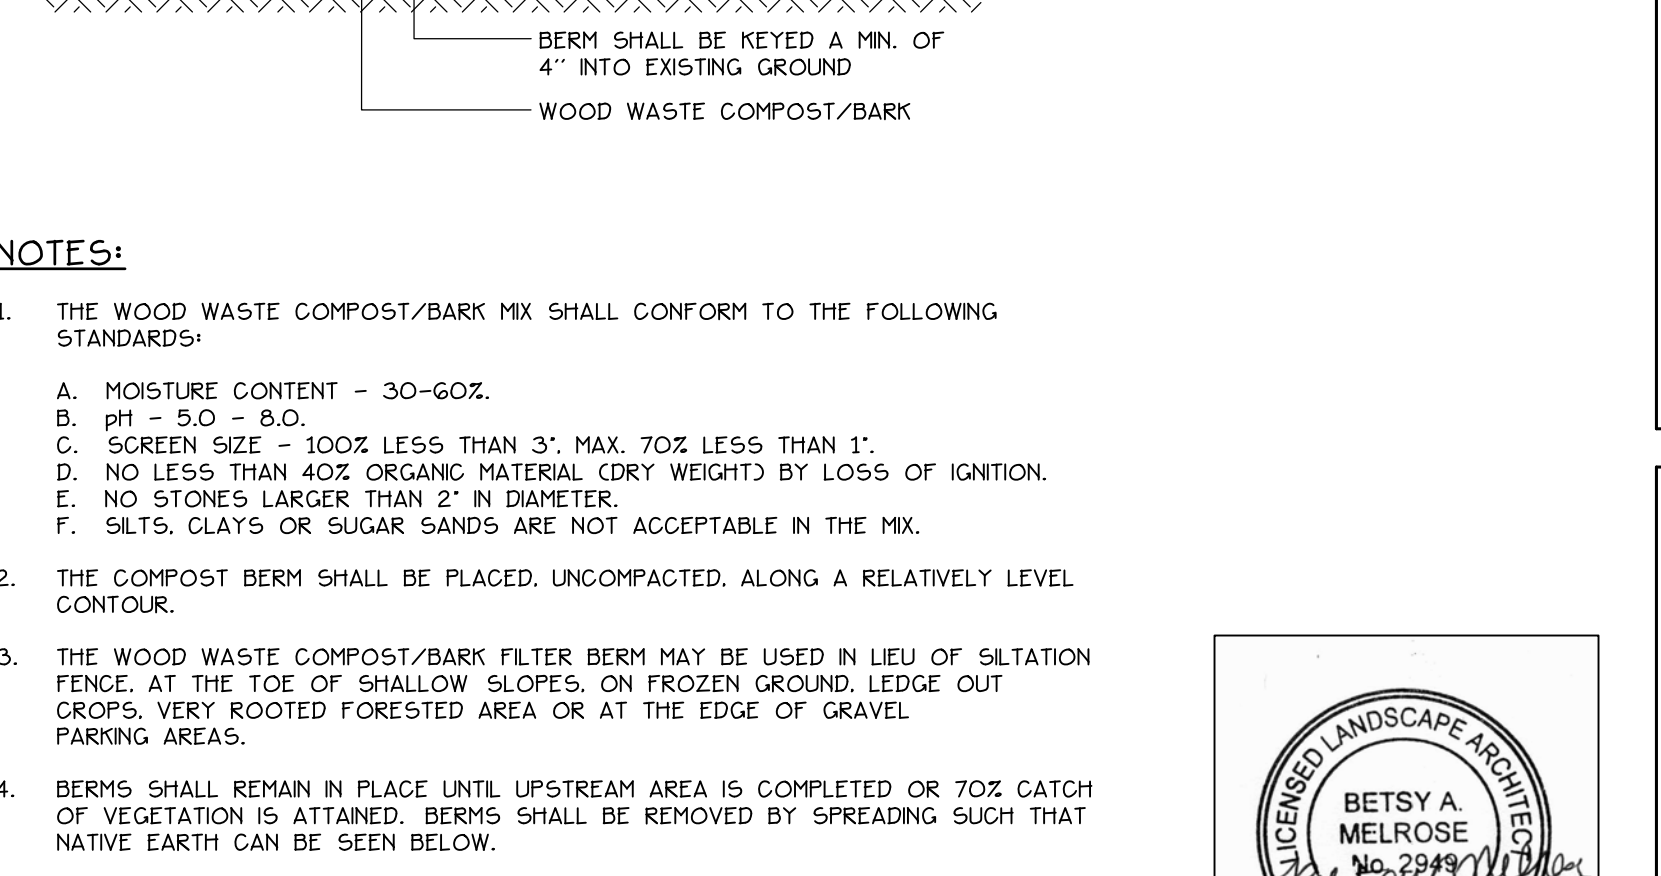 BERM SHALL BE KEYED A MIN. OF
4" INTO EXISTING GROUND
WOOD WASTE COMPOST/BARK
NOTES:
1. THE WOOD WASTE COMPOST/BARK MIX SHALL CONFORM TO THE FOLLOWING
STANDARDS:
A. MOISTURE CONTENT - 30-60%.
B. pH - 5.0 - 8.0.
C. SCREEN SIZE - 100% LESS THAN 3", MAX. 70% LESS THAN 1".
D. NO LESS THAN 40% ORGANIC MATERIAL (DRY WEIGHT) BY LOSS OF IGNITION.
E. NO STONES LARGER THAN 2" IN DIAMETER.
F. SILTS, CLAYS OR SUGAR SANDS ARE NOT ACCEPTABLE IN THE MIX.
2. THE COMPOST BERM SHALL BE PLACED, UNCOMPACTED, ALONG A RELATIVELY LEVEL
CONTOUR.
3. THE WOOD WASTE COMPOST/BARK FILTER BERM MAY BE USED IN LIEU OF SILTATION
FENCE, AT THE TOE OF SHALLOW SLOPES, ON FROZEN GROUND, LEDGE OUT
CROPS, VERY ROOTED FORESTED AREA OR AT THE EDGE OF GRAVEL
PARKING AREAS.
4. BERMS SHALL REMAIN IN PLACE UNTIL UPSTREAM AREA IS COMPLETED OR 70% CATCH
OF VEGETATION IS ATTAINED. BERMS SHALL BE REMOVED BY SPREADING SUCH THAT
NATIVE EARTH CAN BE SEEN BELOW.
LICENSED LANDSCAPE ARCHITECT
BETSY A.
MELROSE
No. 2949